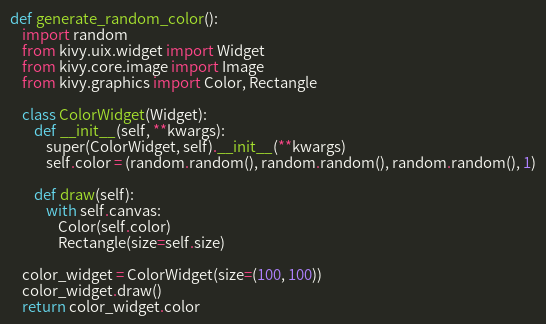 def generate_random_color():
    import random
    from kivy.uix.widget import Widget
    from kivy.core.image import Image
    from kivy.graphics import Color, Rectangle

    class ColorWidget(Widget):
        def __init__(self, **kwargs):
            super(ColorWidget, self).__init__(**kwargs)
            self.color = (random.random(), random.random(), random.random(), 1)

        def draw(self):
            with self.canvas:
                Color(self.color)
                Rectangle(size=self.size)

    color_widget = ColorWidget(size=(100, 100))
    color_widget.draw()
    return color_widget.color